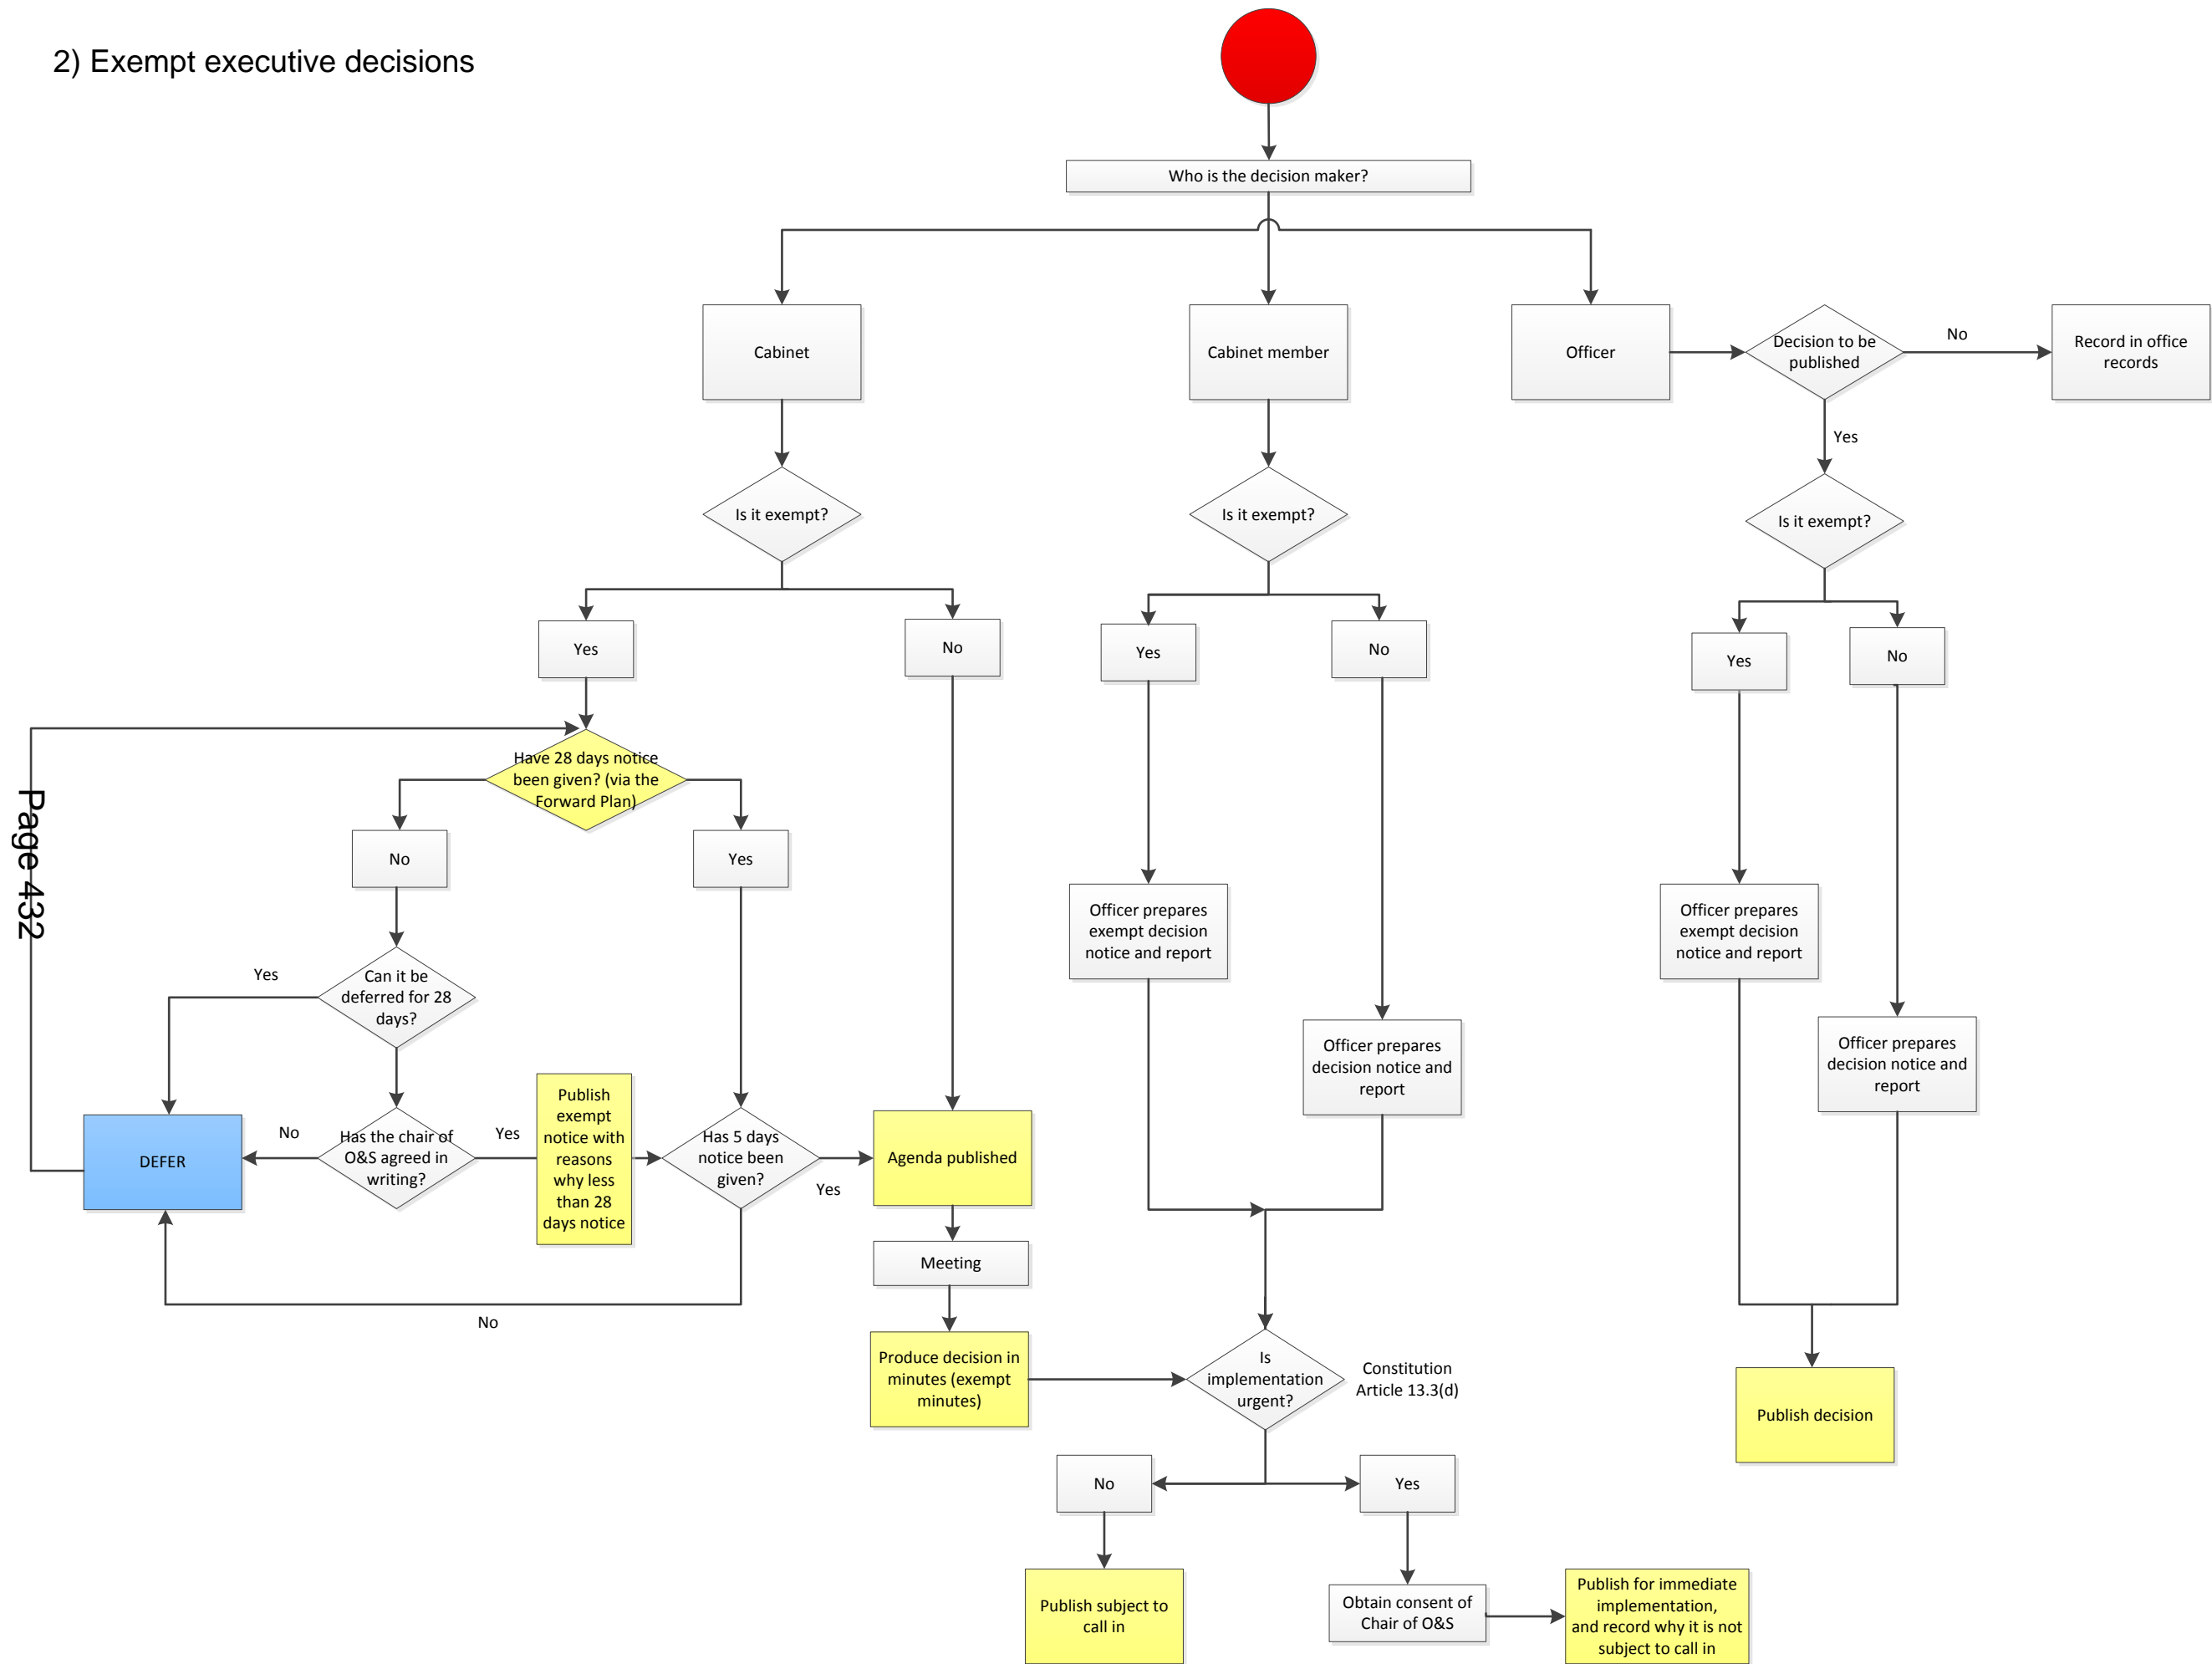 2) Exempt executive decisions
Who is the decision maker?
Cabinet
Cabinet member
Officer
Decision to be
published
No
Record in office
records
Yes
Is it exempt?
Is it exempt?
Is it exempt?
Yes
No
Yes
No
Yes
No
Have 28 days notice
been given? (via the
Forward Plan)
No
Yes
Page 432
Officer prepares
exempt decision
notice and report
Officer prepares
exempt decision
notice and report
Yes
Can it be
deferred for 28
days?
Officer prepares
decision notice and
report
Officer prepares
decision notice and
report
DEFER
No
Has the chair of
O&S agreed in
writing?
Yes
Publish
exempt
notice with
reasons
why less
than 28
days notice
Has 5 days
notice been
given?
Yes
Agenda published
No
Meeting
Produce decision in
minutes (exempt
minutes)
Is
implementation
urgent?
Constitution
Article 13.3(d)
Publish decision
No
Yes
Publish subject to
call in
Obtain consent of
Chair of O&S
Publish for immediate
implementation,
and record why it is not
subject to call in